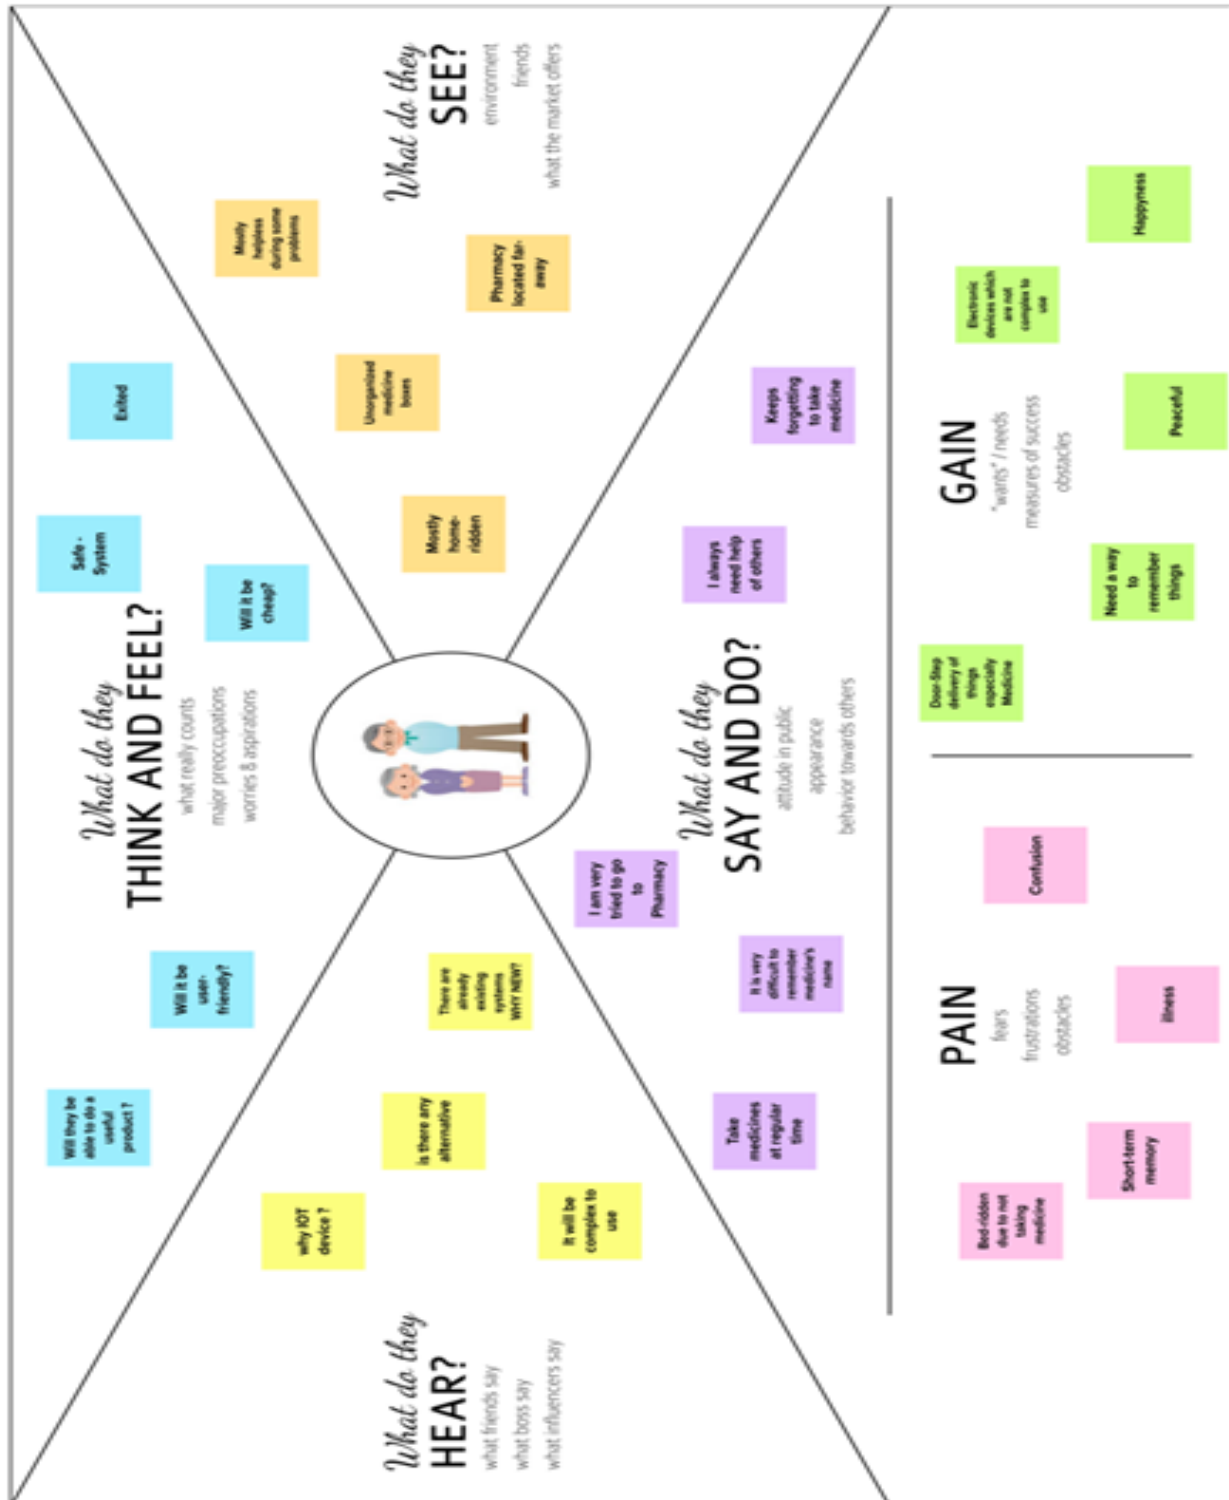 What do they
THINK AND FEEL?
what really counts
major preoccupations
worries & aspirations
Will they be
able to do a
useful
product ?
Will it be
user-
friendly?
Will it be
cheap?
Safe -
System
Exited
What do they
HEAR?
what friends say
what boss say
what influencers say
why IOT
device ?
is there any
alternative
There are
already
existing
systems
WHY NEW?
It will be
complex to
use
What do they
SEE?
environment
friends
what the market offers
Mostly
home-
ridden
Unorganized
medicine
boxes
Mostly
helpless
during some
problems
Pharmacy
located far-
away
What do they
SAY AND DO?
attitude in public
appearance
behavior towards others
Take
medicines
at regular
time
It is very
difficult to
remember
medicine's
name
I am very
tried to go
to
Pharmacy
I always
need help
of others
Keeps
forgetting
to take
medicine
PAIN
fears
frustrations
obstacles
Bed-ridden
due to not
taking
medicine
Short-term
memory
illness
Confusion
GAIN
"wants" / needs
measures of success
obstacles
Door-Step
delivery of
things
especially
Medicine
Need a way
to
remember
things
Peaceful
Electronic
devices which
are not
complex to
use
Happyness